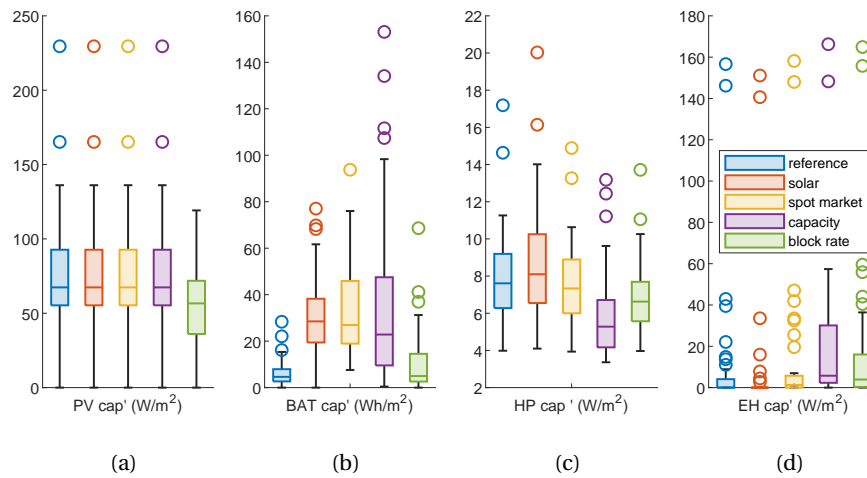 250
200
150
100
50
0
PV cap' (W/m²)
(a)
160
140
120
100
80
60
40
20
0
BAT cap' (Wh/m²)
(b)
22
20
18
16
14
12
10
8
6
4
2
HP cap ' (W/m²)
(c)
180
160
140
120
100
80
60
40
20
0
reference
solar
spot market
capacity
block rate
EH cap' (W/m²)
(d)